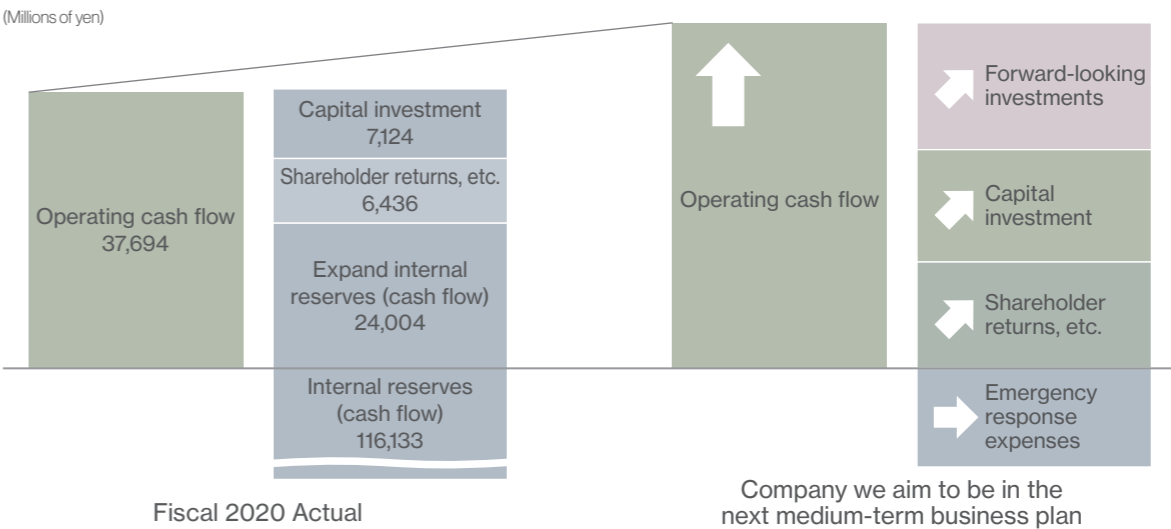 (Millions of yen)
Operating cash flow
37,694
Capital investment
7,124
Shareholder returns, etc.
6,436
Expand internal
reserves (cash flow)
24,004
Internal reserves
(cash flow)
116,133
Fiscal 2020 Actual
Operating cash flow
Forward-looking
investments
Capital
investment
Shareholder
returns, etc.
Emergency
response
expenses
Company we aim to be in the
next medium-term business plan